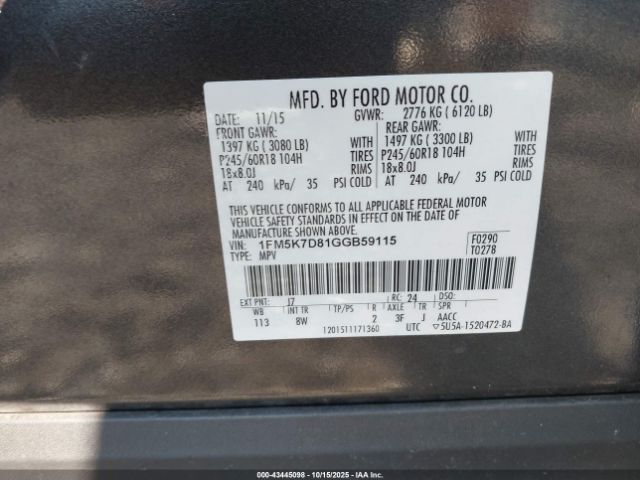 MFD. BY FORD MOTOR CO.
DATE: 11/15 GVWR: 2776 KG ( 6120 LB)
FRONT GAWR: REAR GAWR:
1397 KG ( 3080 LB) WITH 1497 KG ( 3300 LB) WITH
P245/60R18 104H TIRES P245/60R18 104H TIRES
18x8.0J RIMS 18x8.0J RIMS
AT 240 kPa/ 35 PSI COLD AT 240 kPa/ 35 PSI COLD
THIS VEHICLE CONFORMS TO ALL APPLICABLE FEDERAL MOTOR
VEHICLE SAFETY STANDARDS IN EFFECT ON THE DATE OF
MANUFACTURE SHOWN ABOVE.
VIN: 1FM5K7D81GGB59115 F0290
TYPE: MPV T0278
EXT PNT: J7 RC: 24 DSO:
WB INT TR TP/PS R AXLE TR SPR
113 8W 2 3F J AACC
1201511171360 UTC ▽5U5A-1520472-BA
000-43445098 - 10/15/2025 - IAAI.com